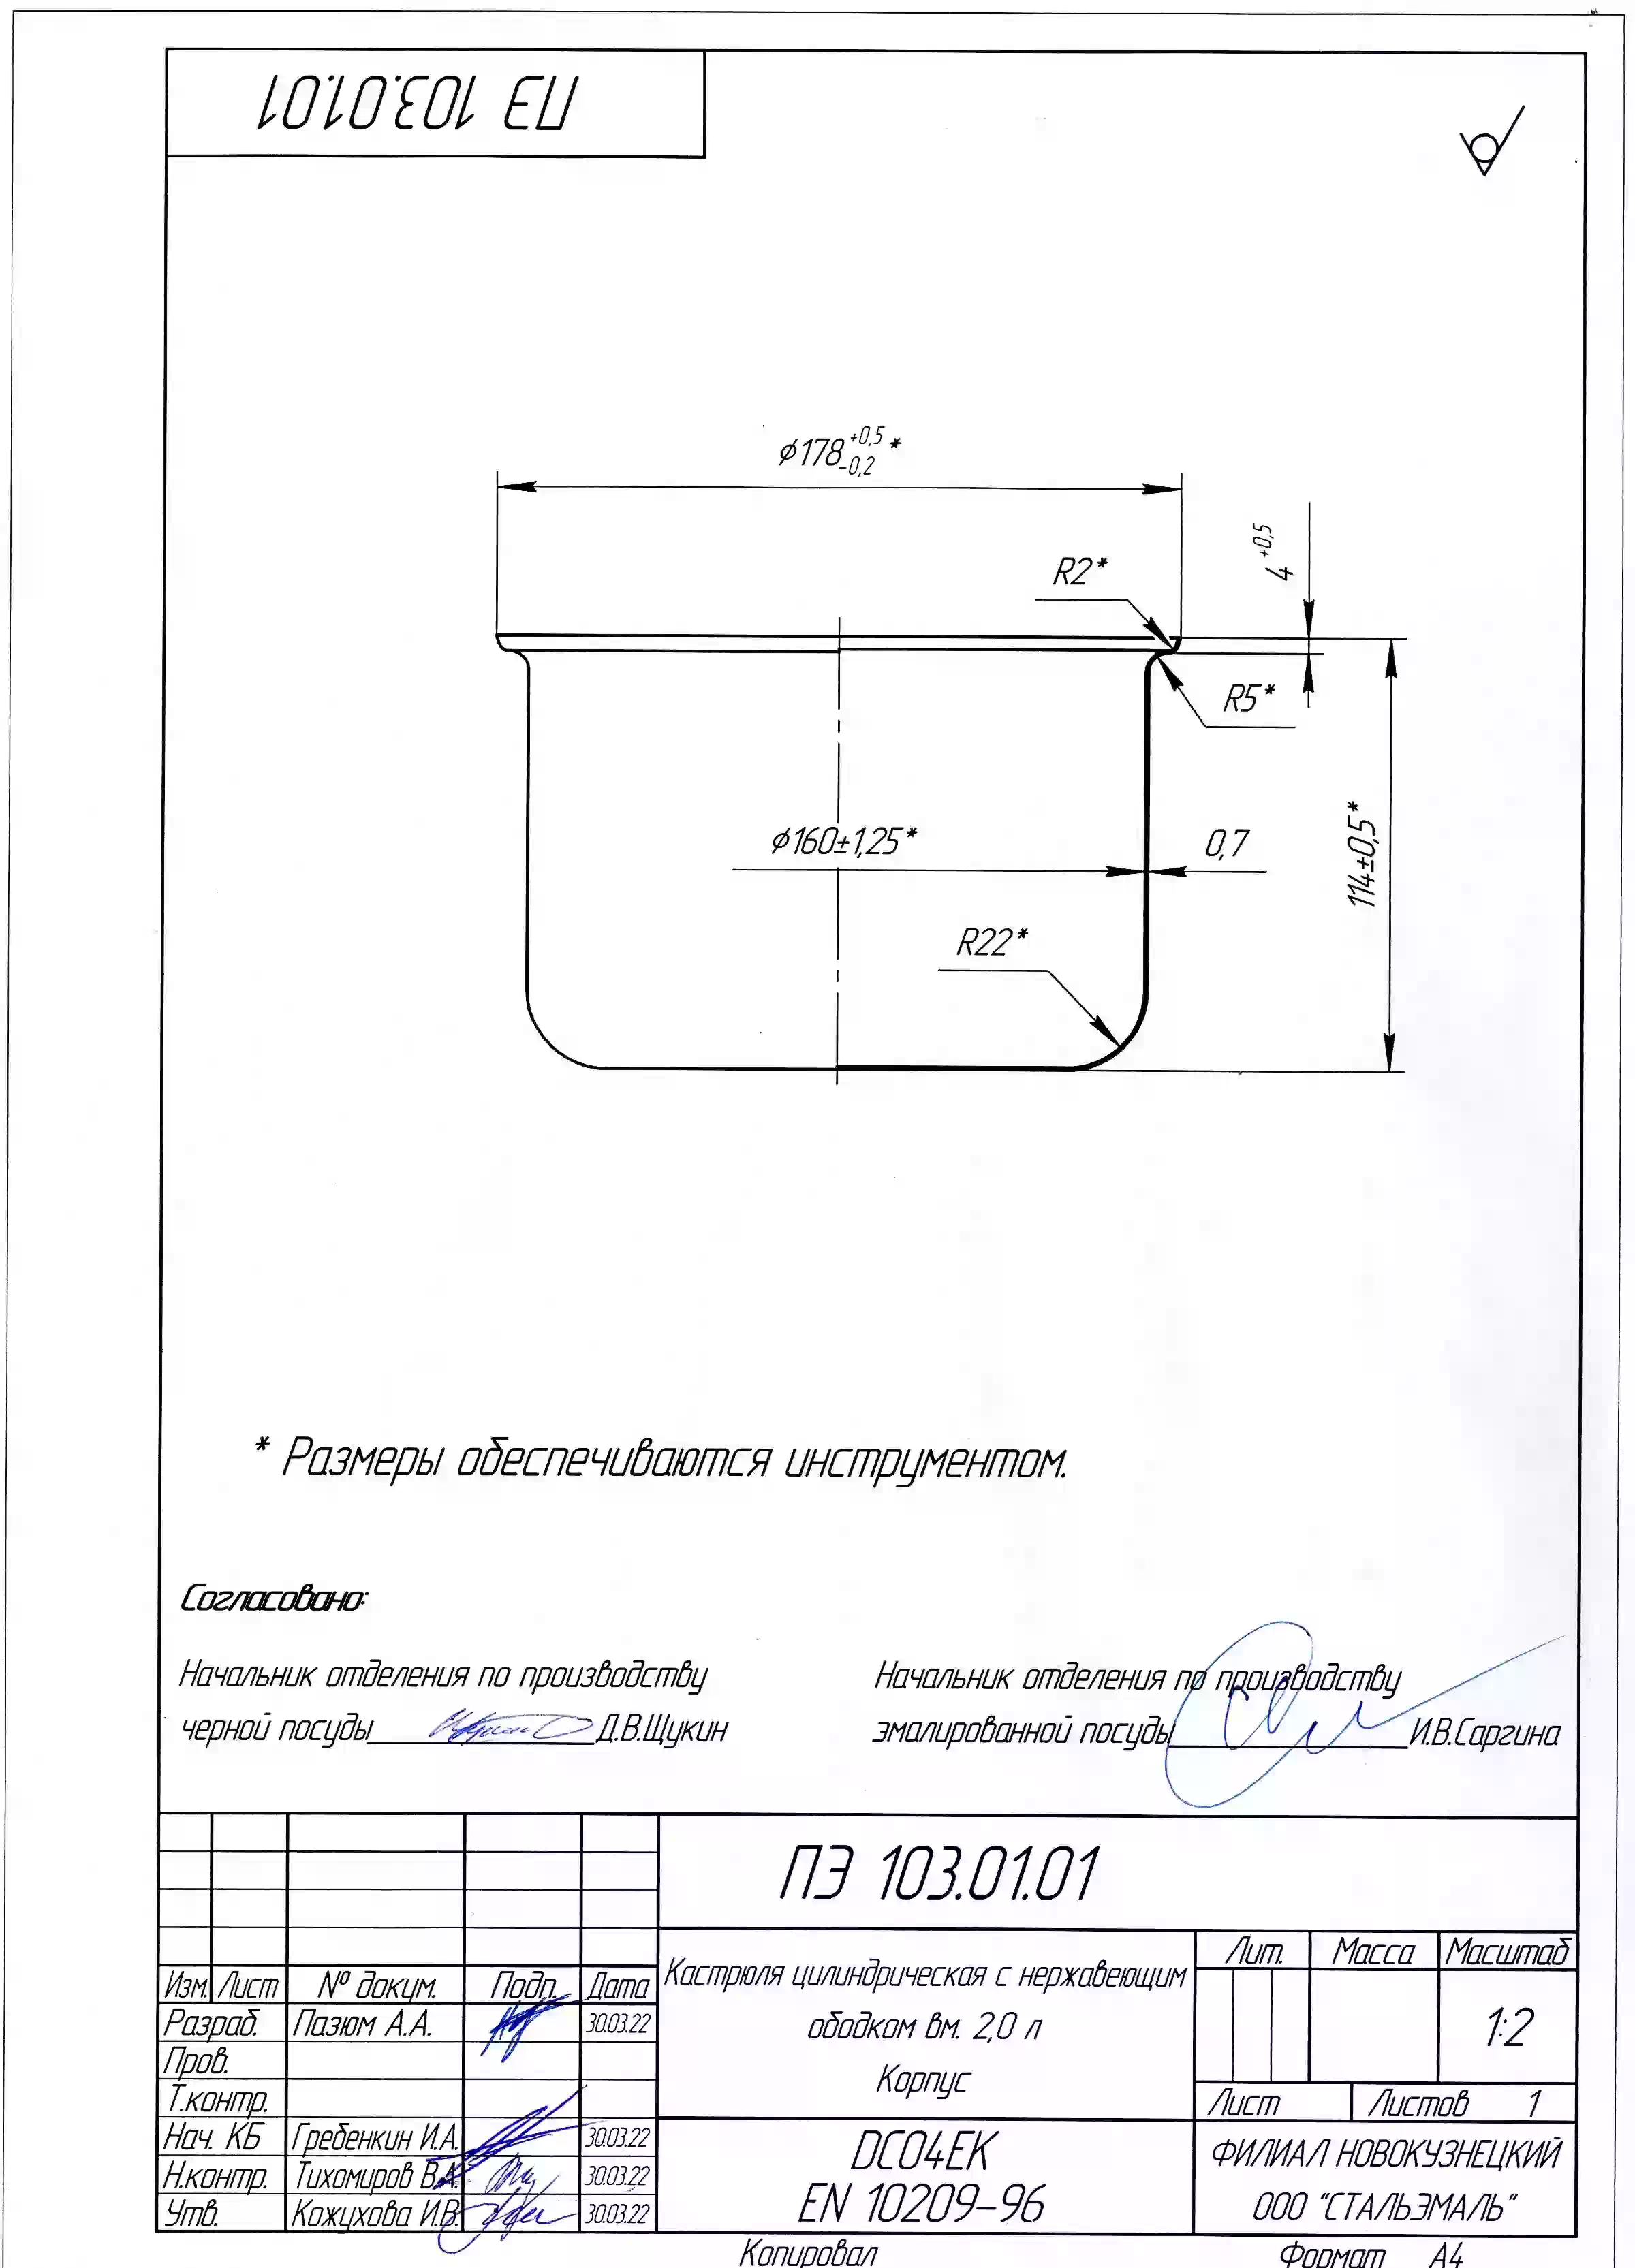 ПЭ 103.01.01
⌀178 +0,5 -0,2 *
4 +0,5
R2*
R5*
⌀160±1,25*
0,7
114±0,5*
R22*
* Размеры обеспечиваются инструментом.
Согласовано:
Начальник отделения по производству
черной посуды Д.В.Щукин
Начальник отделения по производству
эмалированной посуды И.В.Саргина
ПЭ 103.01.01
Изм. Лист № докум. Подп. Дата
Разраб. Пазюм А.А. 30.03.22
Пров.
Т.контр.
Нач. КБ Гребенкин И.А. 30.03.22
Н.контр. Тихомиров В.А. 30.03.22
Утв. Кожухова И.В. 30.03.22
Кастрюля цилиндрическая с нержавеющим
ободком вм. 2,0 л
Корпус
Лит. Масса Масштаб
1:2
Лист Листов 1
DC04EK
EN 10209-96
ФИЛИАЛ НОВОКУЗНЕЦКИЙ
ООО "СТАЛЬЭМАЛЬ"
Копировал Формат А4